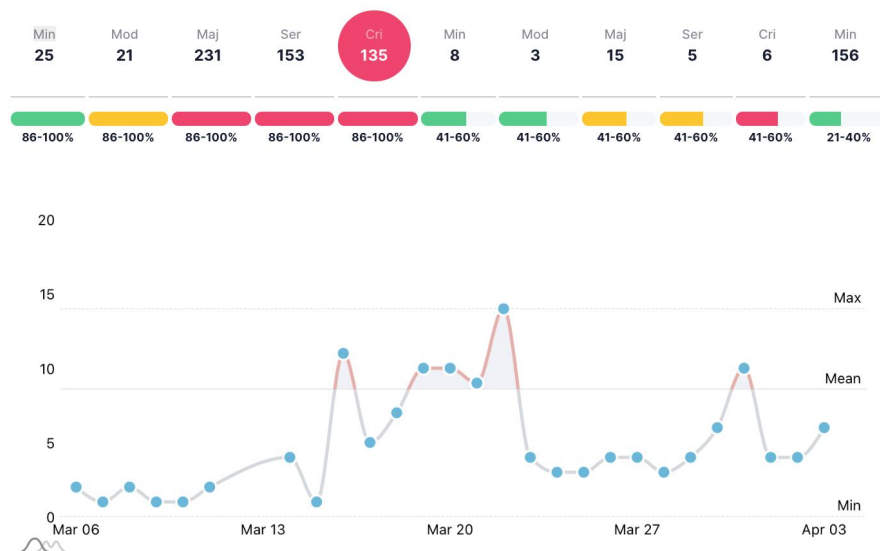 Min Mod Maj Ser Cri Min Mod Maj Ser Cri Min
25 21 231 153 135 8 3 15 5 6 156
86-100% 86-100% 86-100% 86-100% 86-100% 41-60% 41-60% 41-60% 41-60% 41-60% 21-40%
20
15 Max
10 Mean
5
0 Min
Mar 06 Mar 13 Mar 20 Mar 27 Apr 03